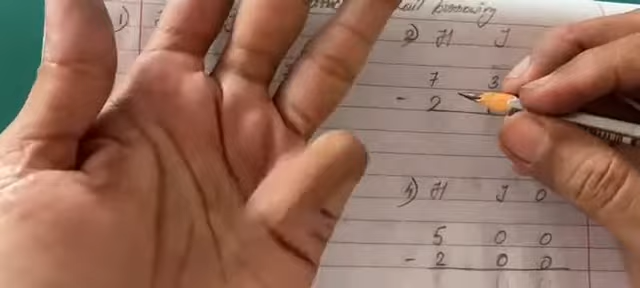 borrowing
1) 2) H T
7 3
- 2
4) H T O
5 0 0
- 2 0 0